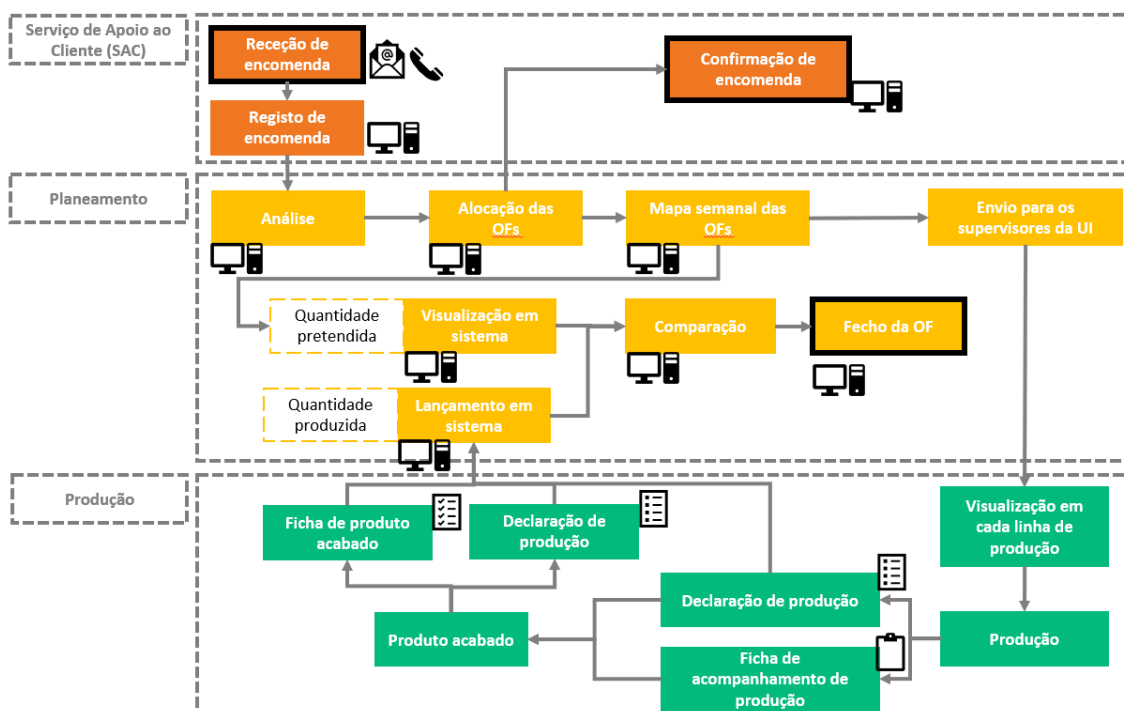 Serviço de Apoio ao
Cliente (SAC)
Receção de
encomenda
@
Confirmação de
encomenda
Registo de
encomenda
Planeamento
Análise
Alocação das
OFs
Mapa semanal das
OFs
Envio para os
supervisores da UI
Quantidade
pretendida
Visualização em
sistema
Comparação
Fecho da OF
Quantidade
produzida
Lançamento em
sistema
Produção
Ficha de produto
acabado
Declaração de
produção
Visualização em
cada linha de
produção
Declaração de produção
Produto acabado
Produção
Ficha de
acompanhamento de
produção